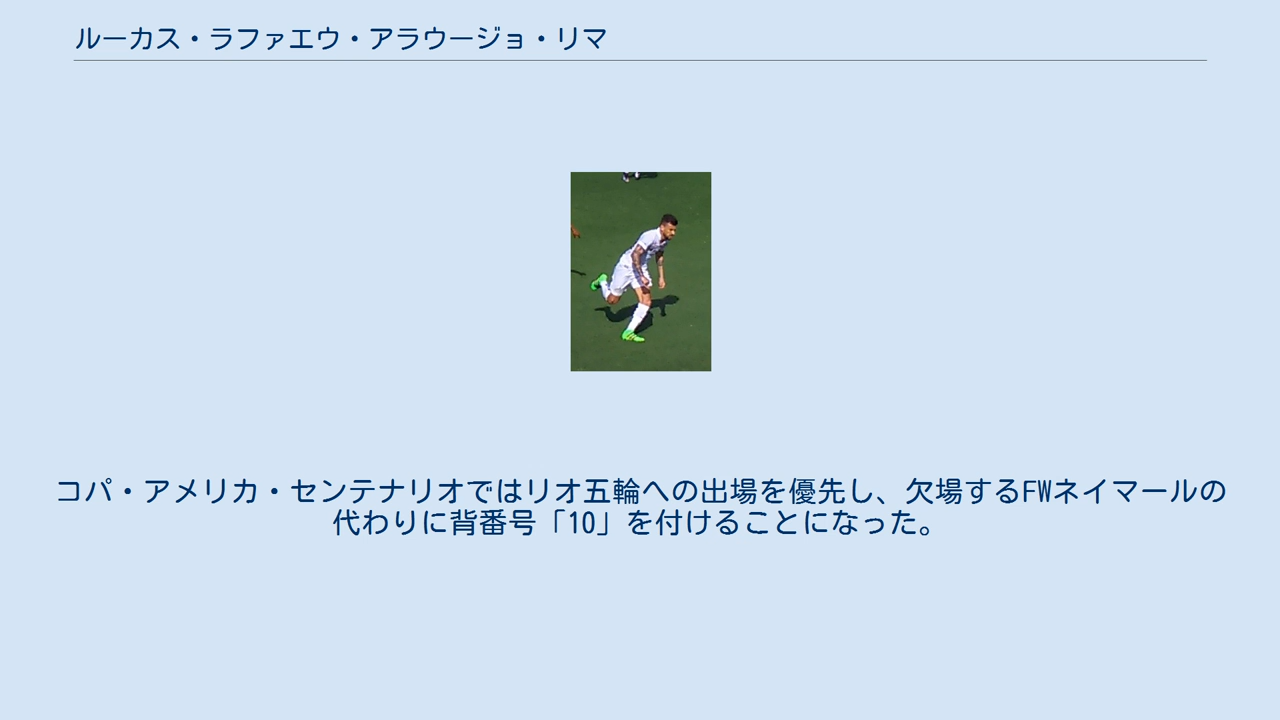 ルーカス・ラファエウ・アラウージョ・リマ
コパ・アメリカ・センテナリオではリオ五輪への出場を優先し、欠場するFWネイマールの
代わりに背番号「10」を付けることになった。